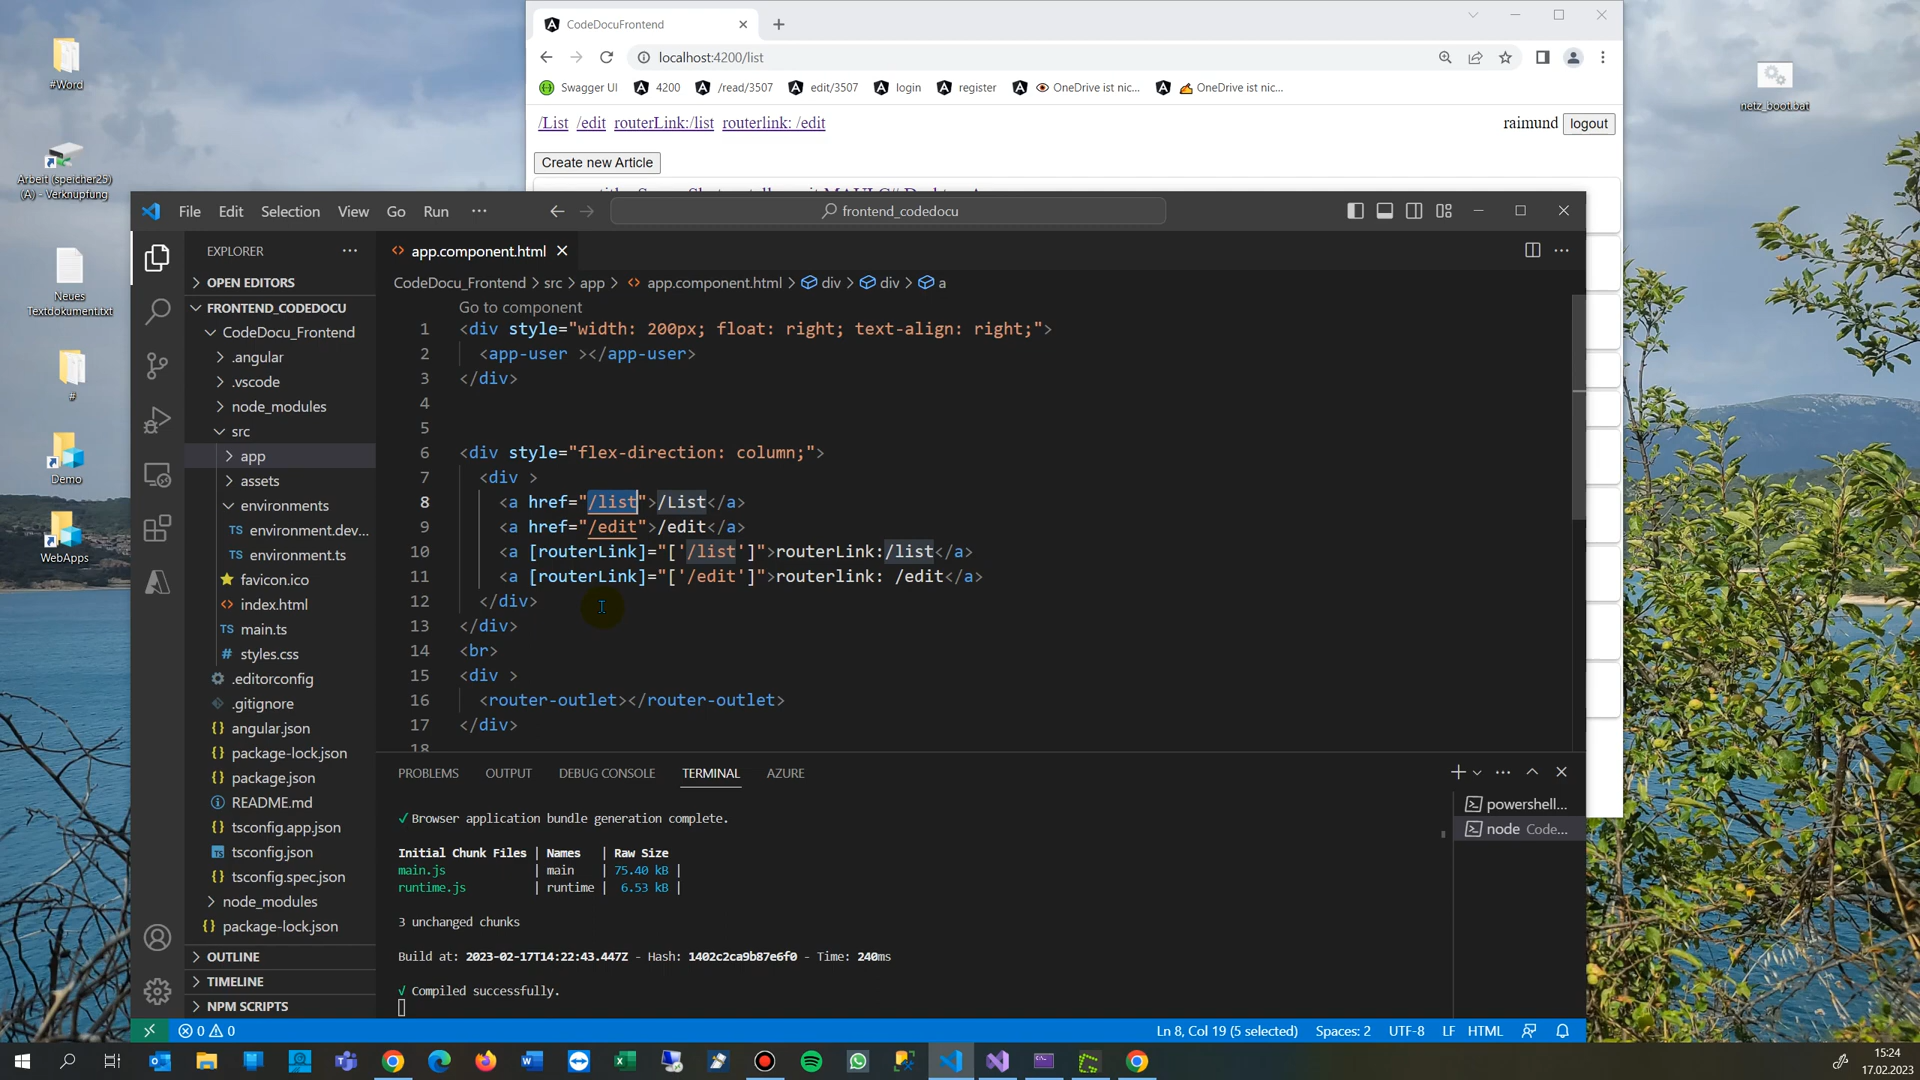 #Word
Arbeit (speicher25)
(A) - Verknüpfung
Neues
Textdokument.txt
#
Demo
WebApps
netz_boot.bat
CodeDocuFrontend
localhost:4200/list
Swagger UI
4200
/read/3507
edit/3507
login
register
OneDrive ist nic...
OneDrive ist nic...
/List /edit routerLink:/list routerlink: /edit
raimund logout
Create new Article
File Edit Selection View Go Run ···
frontend_codedocu
EXPLORER
OPEN EDITORS
FRONTEND_CODEDOCU
CodeDocu_Frontend
.angular
.vscode
node_modules
src
app
assets
environments
TS environment.dev...
TS environment.ts
favicon.ico
index.html
TS main.ts
# styles.css
.editorconfig
.gitignore
{} angular.json
{} package-lock.json
{} package.json
README.md
{} tsconfig.app.json
TS tsconfig.json
{} tsconfig.spec.json
node_modules
{} package-lock.json
OUTLINE
TIMELINE
NPM SCRIPTS
app.component.html
CodeDocu_Frontend > src > app > app.component.html > div > div > a
Go to component
1 <div style="width: 200px; float: right; text-align: right;">
2 <app-user ></app-user>
3 </div>
4
5
6 <div style="flex-direction: column;">
7 <div >
8 <a href="/list">/List</a>
9 <a href="/edit">/edit</a>
10 <a [routerLink]="['/list']">routerLink:/list</a>
11 <a [routerLink]="['/edit']">routerlink: /edit</a>
12 </div>
13 </div>
14 <br>
15 <div >
16 <router-outlet></router-outlet>
17 </div>
18
PROBLEMS OUTPUT DEBUG CONSOLE TERMINAL AZURE
√ Browser application bundle generation complete.
Initial Chunk Files | Names | Raw Size
main.js | main | 75.40 kB |
runtime.js | runtime | 6.53 kB |
3 unchanged chunks
Build at: 2023-02-17T14:22:43.447Z - Hash: 1402c2ca9b87e6f0 - Time: 240ms
√ Compiled successfully.
powershell...
node Code...
0 0
Ln 8, Col 19 (5 selected) Spaces: 2 UTF-8 LF HTML
15:24
17.02.2023